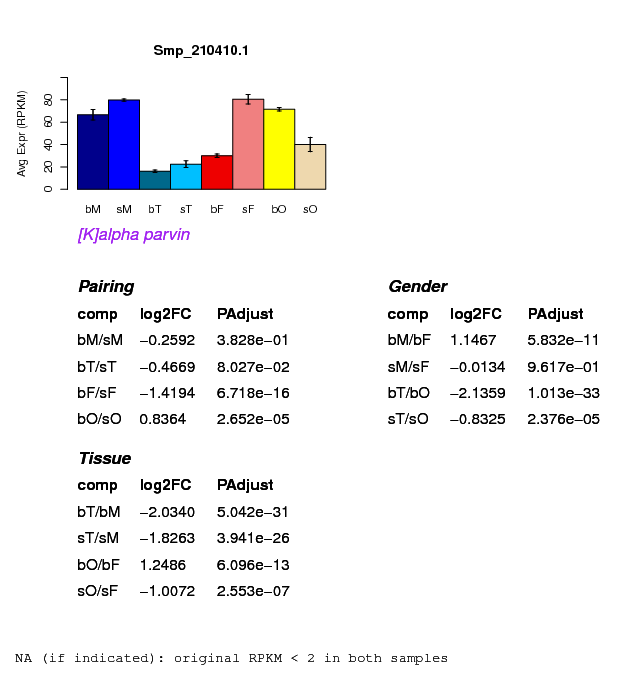 Smp_210410.1
Avg Expr (RPKM)
0 20 40 60 80
bM sM bT sT bF sF bO sO
[K]alpha parvin
Pairing
comp log2FC PAdjust
bM/sM −0.2592 3.828e−01
bT/sT −0.4669 8.027e−02
bF/sF −1.4194 6.718e−16
bO/sO 0.8364 2.652e−05
Gender
comp log2FC PAdjust
bM/bF 1.1467 5.832e−11
sM/sF −0.0134 9.617e−01
bT/bO −2.1359 1.013e−33
sT/sO −0.8325 2.376e−05
Tissue
comp log2FC PAdjust
bT/bM −2.0340 5.042e−31
sT/sM −1.8263 3.941e−26
bO/bF 1.2486 6.096e−13
sO/sF −1.0072 2.553e−07
NA (if indicated): original RPKM < 2 in both samples